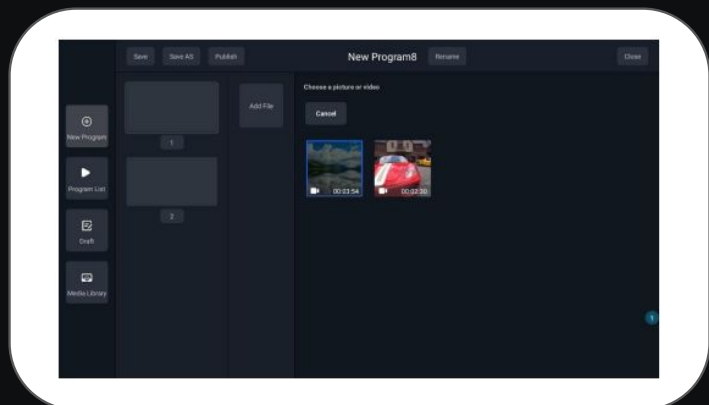 Save Save AS Publish New Program8 Rename Close
Choose a picture or video
Add File
Cancel
New Program
1
Program List
00:03:54 00:02:30
2
Draft
Media Library
1